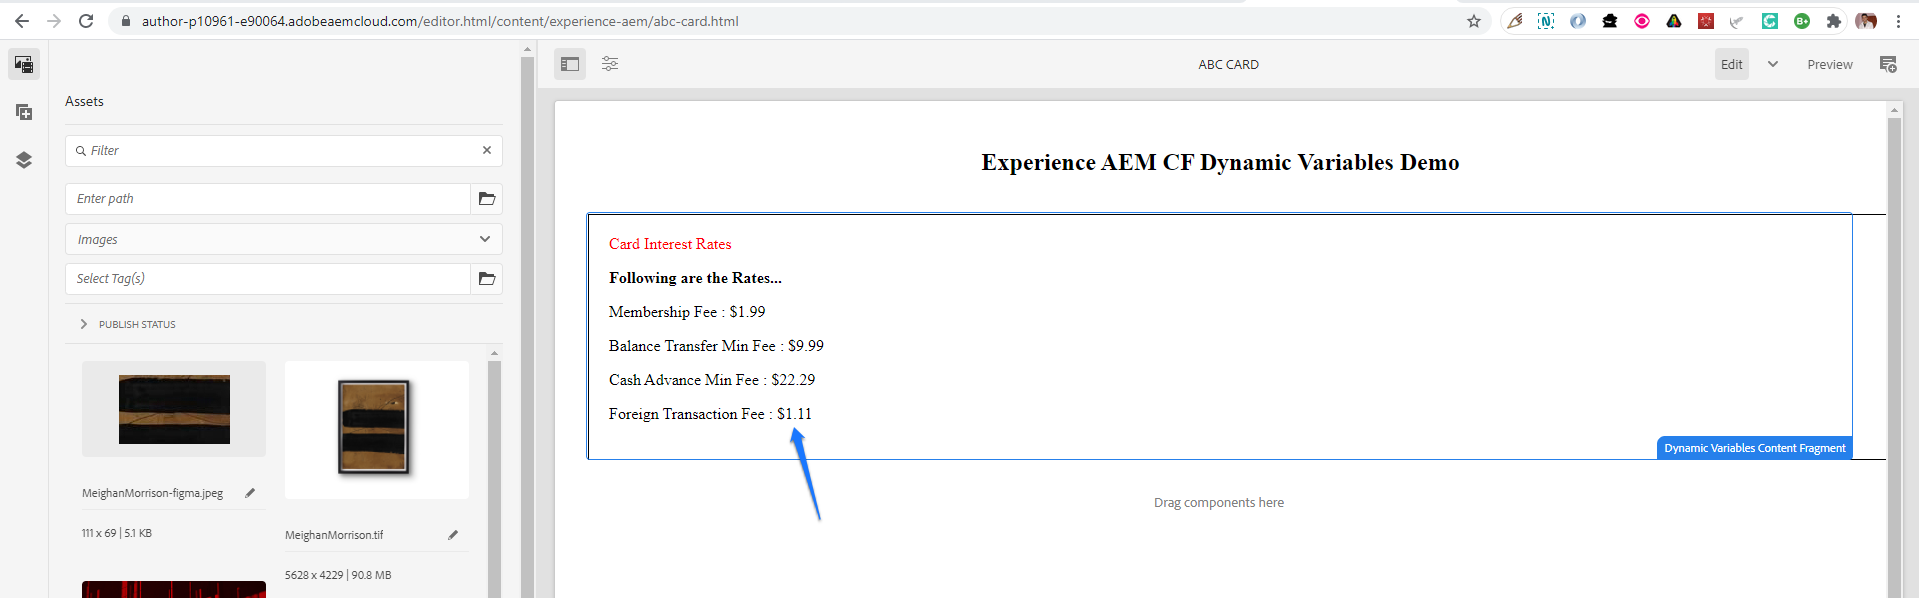 author-p10961-e90064.adobeaemcloud.com/editor.html/content/experience-aem/abc-card.html
Assets
Filter
Enter path
Images
Select Tag(s)
PUBLISH STATUS
MeighanMorrison-figma.jpeg
111 x 69 | 5.1 KB
MeighanMorrison.tif
5628 x 4229 | 90.8 MB
ABC CARD
Edit
Preview
Experience AEM CF Dynamic Variables Demo
Card Interest Rates
Following are the Rates...
Membership Fee : $1.99
Balance Transfer Min Fee : $9.99
Cash Advance Min Fee : $22.29
Foreign Transaction Fee : $1.11
Dynamic Variables Content Fragment
Drag components here